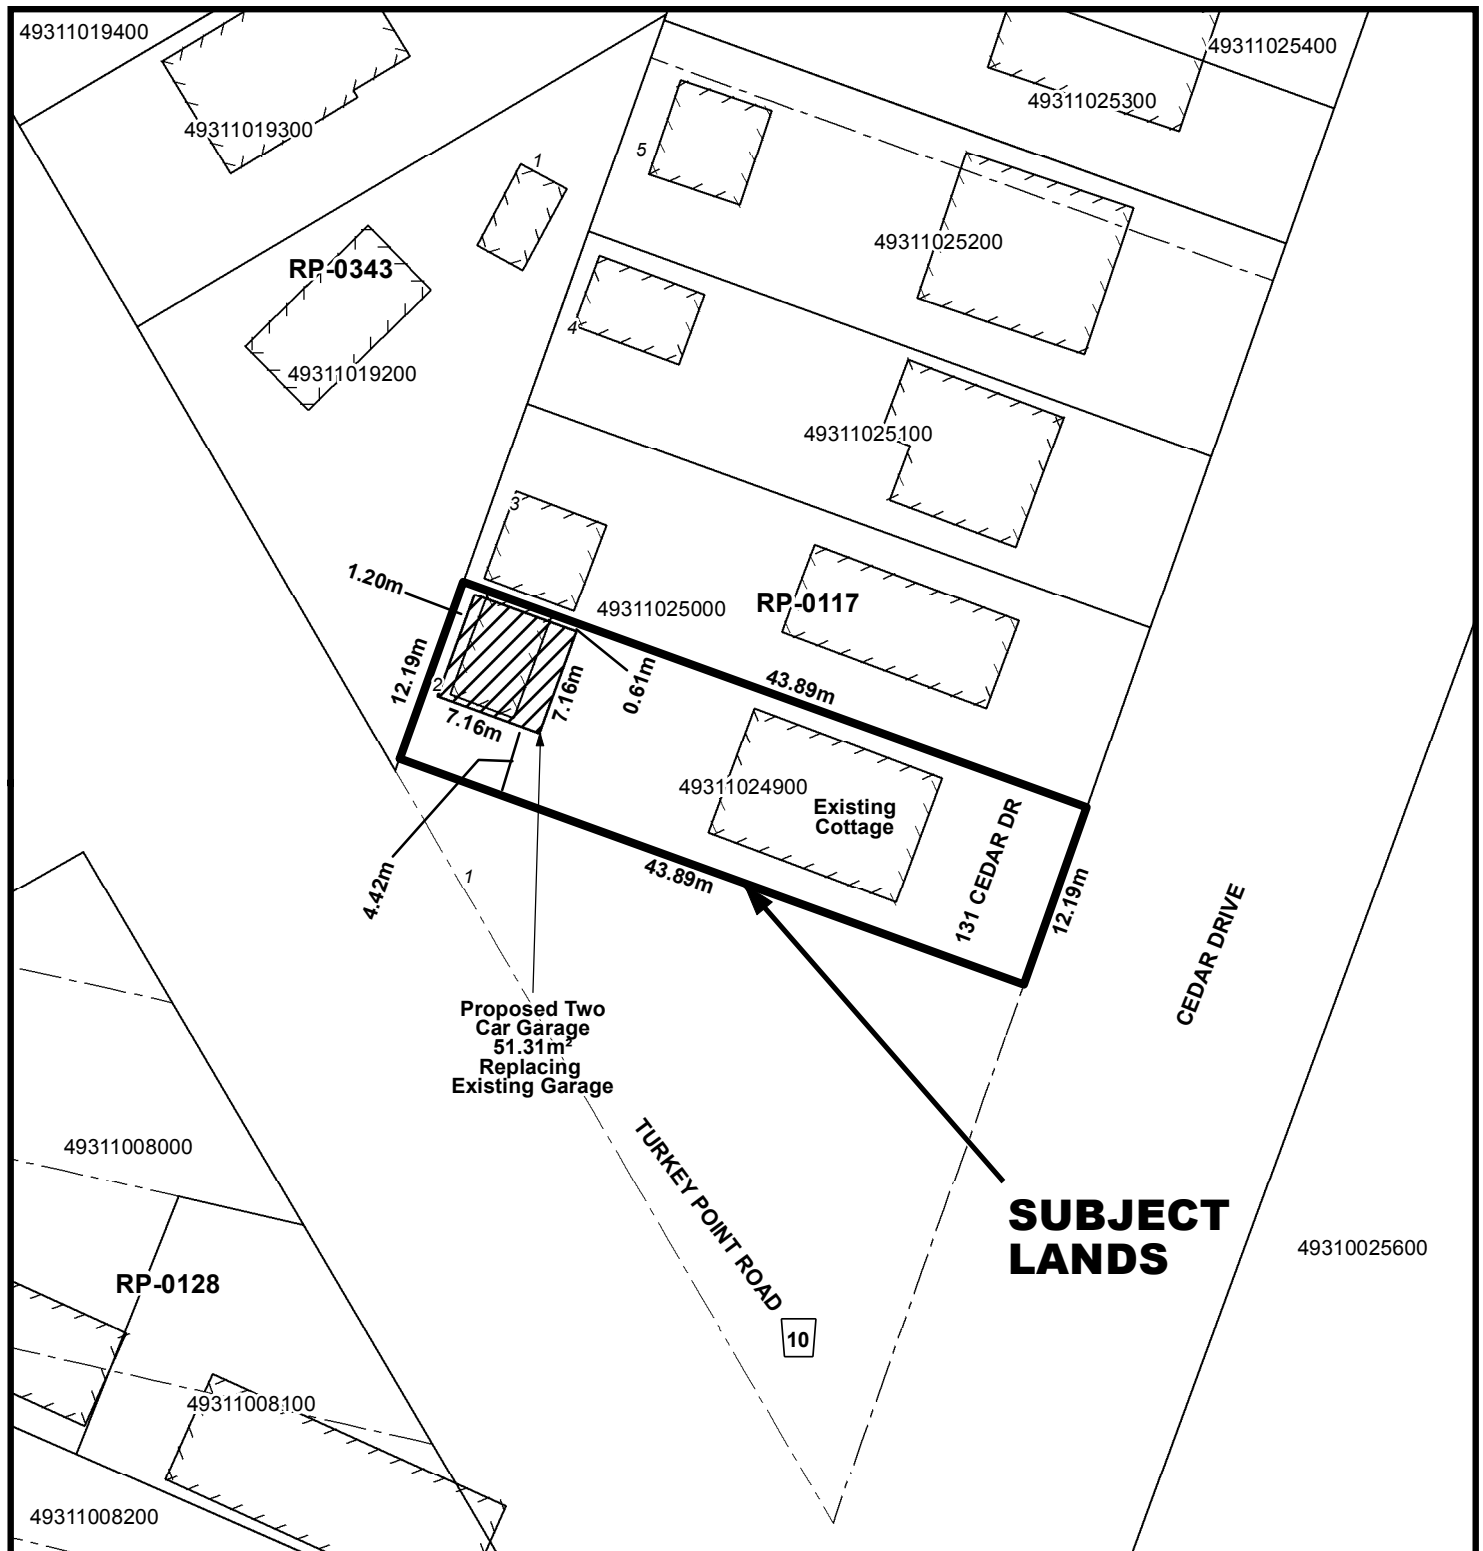 49311019400
49311025400
49311025300
49311019300
1
5
49311025200
RP-0343
4
49311019200
49311025100
3
1.20m
49311025000
RP-0117
12.19m
2
7.16m
7.16m
0.61m
43.89m
49311024900
Existing
Cottage
131 CEDAR DR
4.42m
1
43.89m
12.19m
CEDAR DRIVE
Proposed Two
Car Garage
51.31m²
Replacing
Existing Garage
49311008000
TURKEY POINT ROAD
SUBJECT
LANDS
49310025600
RP-0128
10
49311008100
49311008200